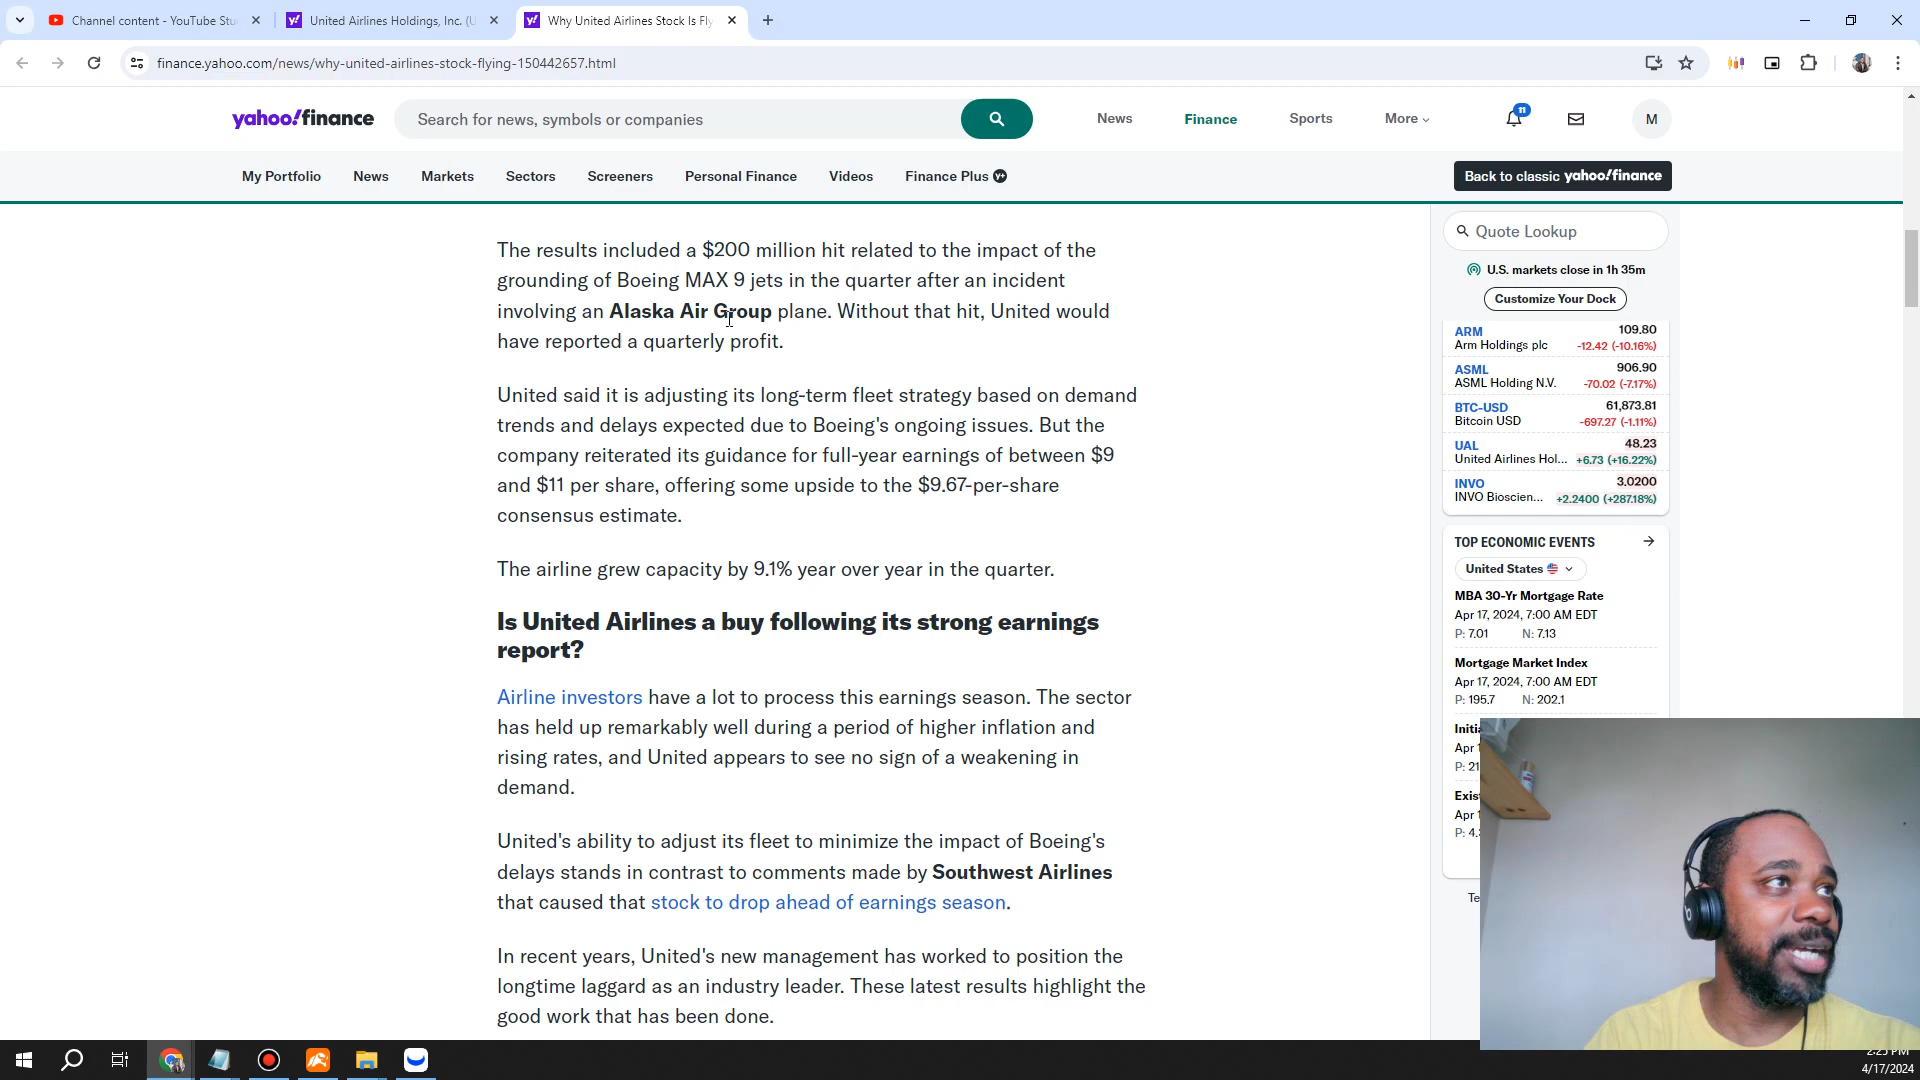 Channel content - YouTube Stu
United Airlines Holdings, Inc. (U
Why United Airlines Stock Is Fly
finance.yahoo.com/news/why-united-airlines-stock-flying-150442657.html
yahoo!finance
Search for news, symbols or companies
News
Finance
Sports
More
11
M
My Portfolio
News
Markets
Sectors
Screeners
Personal Finance
Videos
Finance Plus Y+
Back to classic yahoo!finance
The results included a $200 million hit related to the impact of the
grounding of Boeing MAX 9 jets in the quarter after an incident
involving an Alaska Air Group plane. Without that hit, United would
have reported a quarterly profit.
United said it is adjusting its long-term fleet strategy based on demand
trends and delays expected due to Boeing's ongoing issues. But the
company reiterated its guidance for full-year earnings of between $9
and $11 per share, offering some upside to the $9.67-per-share
consensus estimate.
The airline grew capacity by 9.1% year over year in the quarter.
Is United Airlines a buy following its strong earnings
report?
Airline investors have a lot to process this earnings season. The sector
has held up remarkably well during a period of higher inflation and
rising rates, and United appears to see no sign of a weakening in
demand.
United's ability to adjust its fleet to minimize the impact of Boeing's
delays stands in contrast to comments made by Southwest Airlines
that caused that stock to drop ahead of earnings season.
In recent years, United's new management has worked to position the
longtime laggard as an industry leader. These latest results highlight the
good work that has been done.
Quote Lookup
U.S. markets close in 1h 35m
Customize Your Dock
ARM 109.80
Arm Holdings plc -12.42 (-10.16%)
ASML 906.90
ASML Holding N.V. -70.02 (-7.17%)
BTC-USD 61,873.81
Bitcoin USD -697.27 (-1.11%)
UAL 48.23
United Airlines Hol... +6.73 (+16.22%)
INVO 3.0200
INVO Bioscien... +2.2400 (+287.18%)
TOP ECONOMIC EVENTS
United States
MBA 30-Yr Mortgage Rate
Apr 17, 2024, 7:00 AM EDT
P: 7.01 N: 7.13
Mortgage Market Index
Apr 17, 2024, 7:00 AM EDT
P: 195.7 N: 202.1
Initia
Apr 1
P: 21
Exis
Apr 1
P: 4.
Te
2:25 PM
4/17/2024